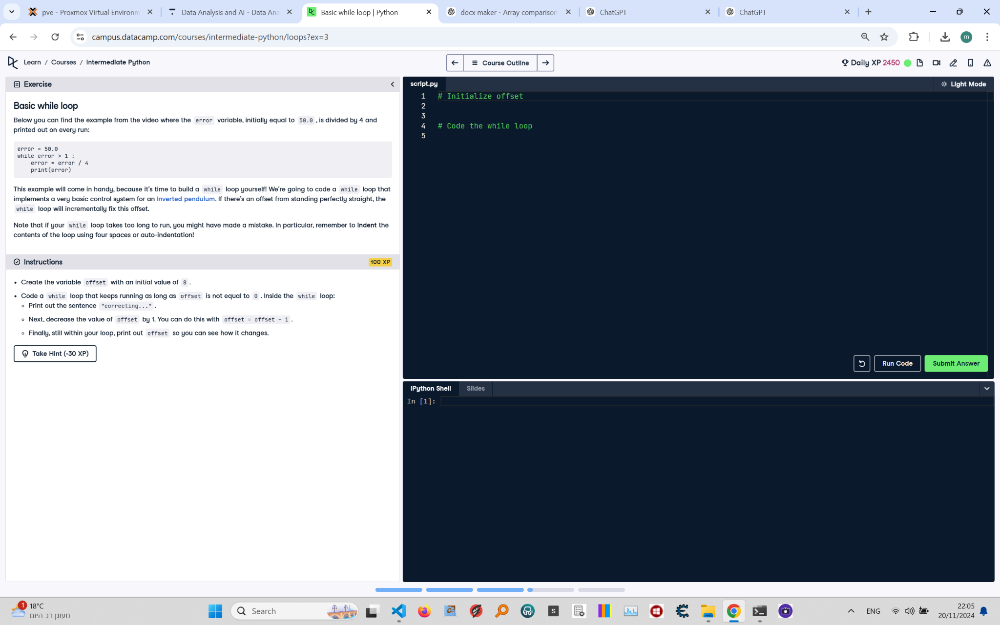 pve - Proxmox Virtual Environm
Data Analysis and AI - Data Ana
Basic while loop | Python
docx maker - Array comparison
ChatGPT
ChatGPT
campus.datacamp.com/courses/intermediate-python/loops?ex=3
m
Learn / Courses / Intermediate Python
Course Outline
Daily XP 2450
Exercise
Basic while loop
Below you can find the example from the video where the error variable, initially equal to 50.0 , is divided by 4 and
printed out on every run:
error = 50.0
while error > 1 :
    error = error / 4
    print(error)
This example will come in handy, because it's time to build a while loop yourself! We're going to code a while loop that
implements a very basic control system for an inverted pendulum. If there's an offset from standing perfectly straight, the
while loop will incrementally fix this offset.
Note that if your while loop takes too long to run, you might have made a mistake. In particular, remember to indent the
contents of the loop using four spaces or auto-indentation!
Instructions
100 XP
• Create the variable offset with an initial value of 8 .
• Code a while loop that keeps running as long as offset is not equal to 0 . Inside the while loop:
Print out the sentence "correcting..." .
Next, decrease the value of offset by 1. You can do this with offset = offset - 1 .
Finally, still within your loop, print out offset so you can see how it changes.
Take Hint (-30 XP)
script.py
Light Mode
1 # Initialize offset
2
3
4 # Code the while loop
5
Run Code
Submit Answer
IPython Shell
Slides
In [1]:
1
18°C
מעונן רב היום
Search
S
ENG
22:05
20/11/2024